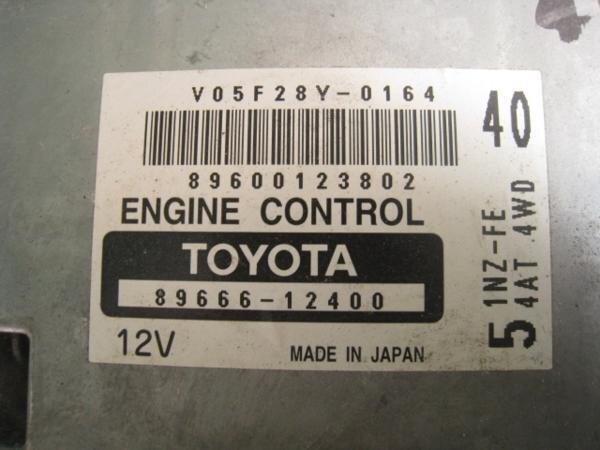 V05F28Y-0164
89600123802
ENGINE CONTROL
TOYOTA
89666-12400
12V
MADE IN JAPAN
40
5 1NZ-FE
4AT 4WD